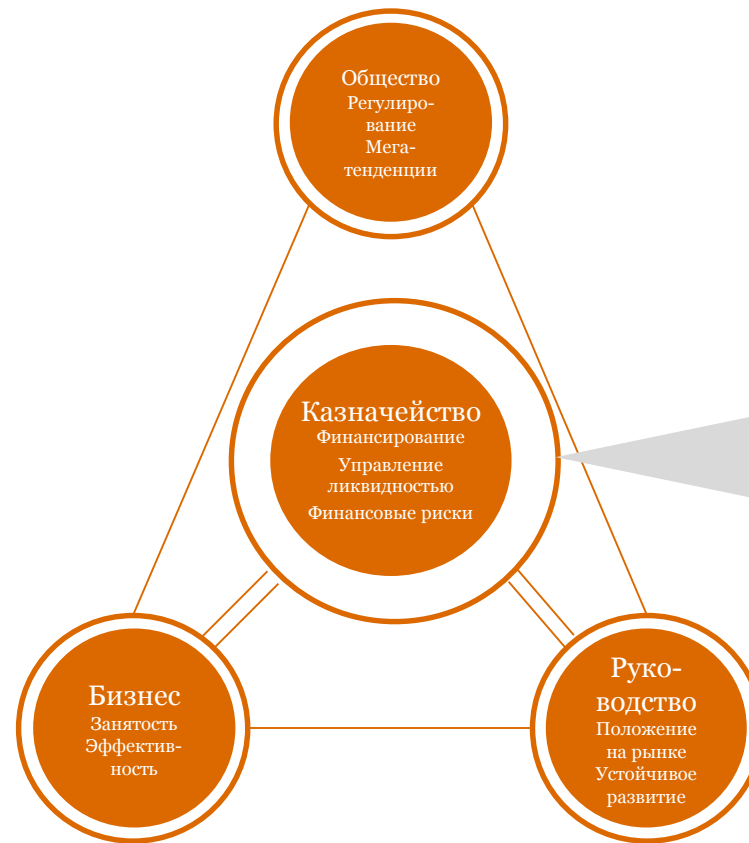 Общество
Регулиро-
вание
Мега-
тенденции
Казначейство
Финансирование
Управление
ликвидностью
Финансовые риски
Бизнес
Занятость
Эффектив-
ность
Руко-
водство
Положение
на рынке
Устойчивое
развитие